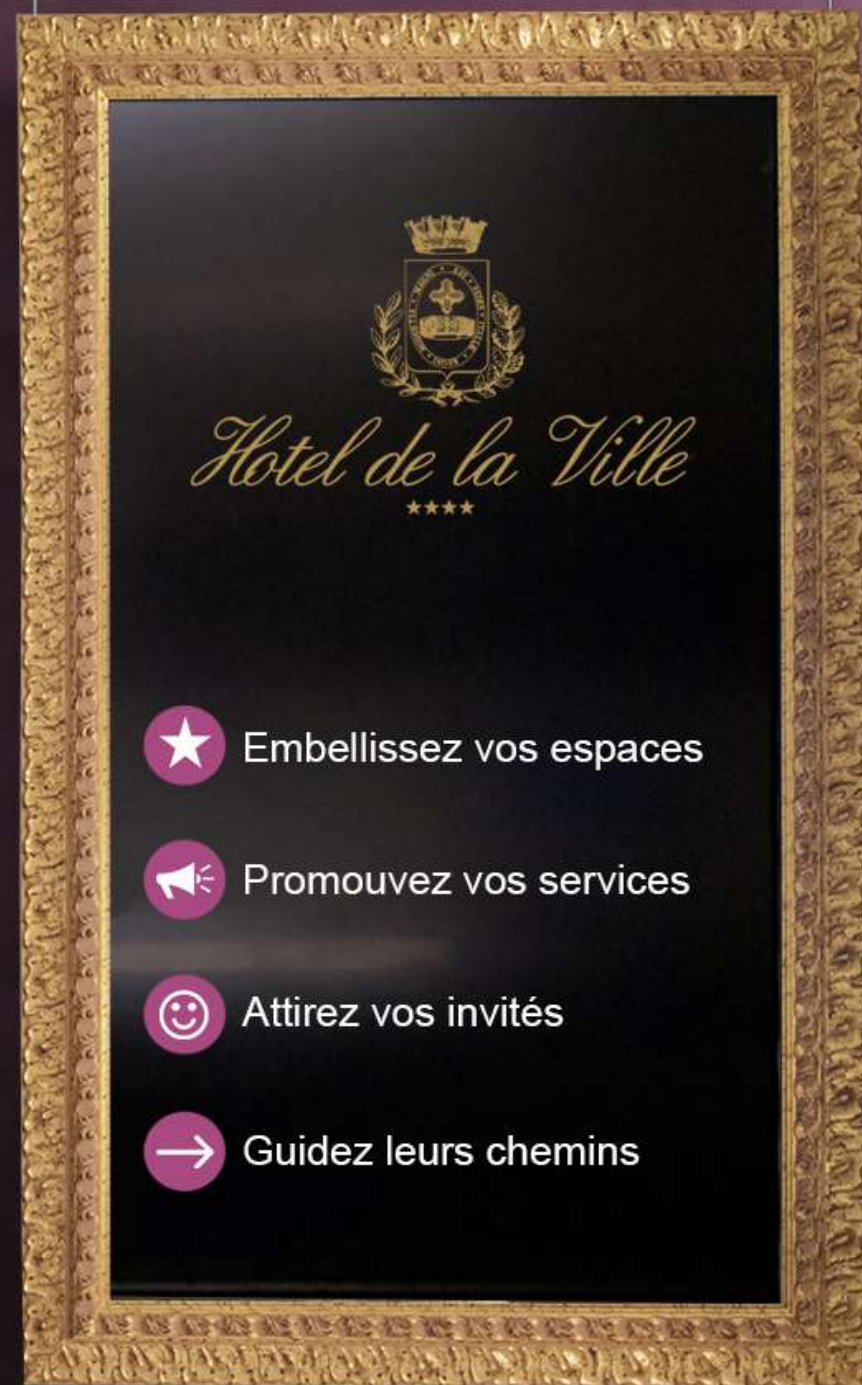 Hotel de la Ville
Embellissez vos espaces
Promouvez vos services
Attirez vos invités
Guidez leurs chemins